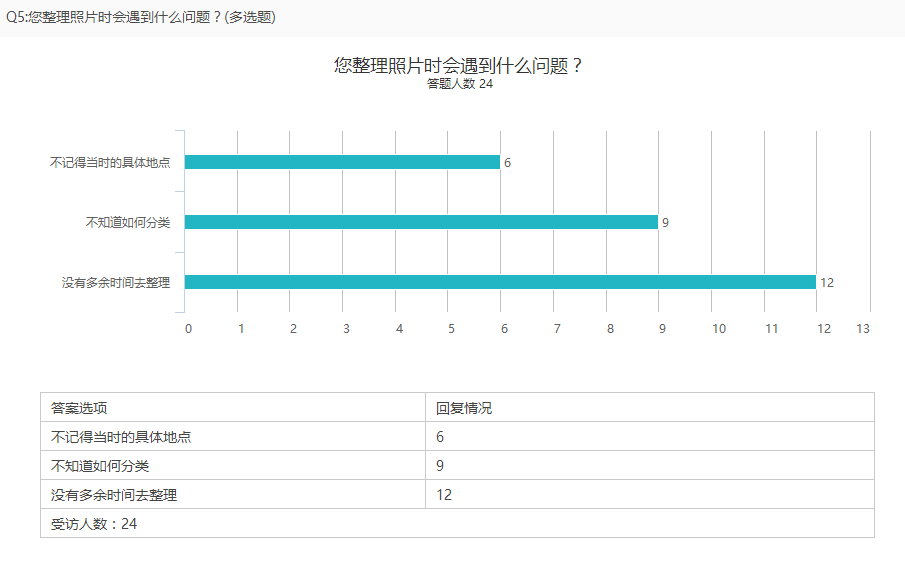 Q5:您整理照片时会遇到什么问题？(多选题)
您整理照片时会遇到什么问题？
答题人数 24
不记得当时的具体地点 6
不知道如何分类 9
没有多余时间去整理 12
0 1 2 3 4 5 6 7 8 9 10 11 12 13
答案选项 回复情况
不记得当时的具体地点 6
不知道如何分类 9
没有多余时间去整理 12
受访人数：24